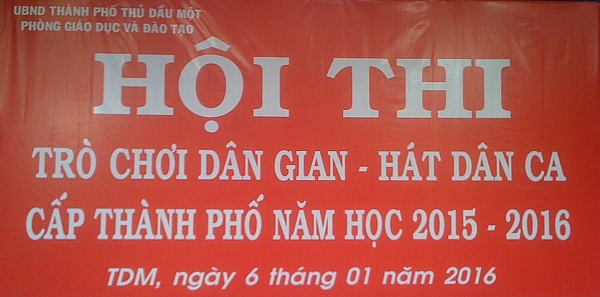 UBND THÀNH PHỐ THỦ DẦU MỘT
PHÒNG GIÁO DỤC VÀ ĐÀO TẠO
HỘI THI
TRÒ CHƠI DÂN GIAN - HÁT DÂN CA
CẤP THÀNH PHỐ NĂM HỌC 2015 - 2016
TDM, ngày 6 tháng 01 năm 2016